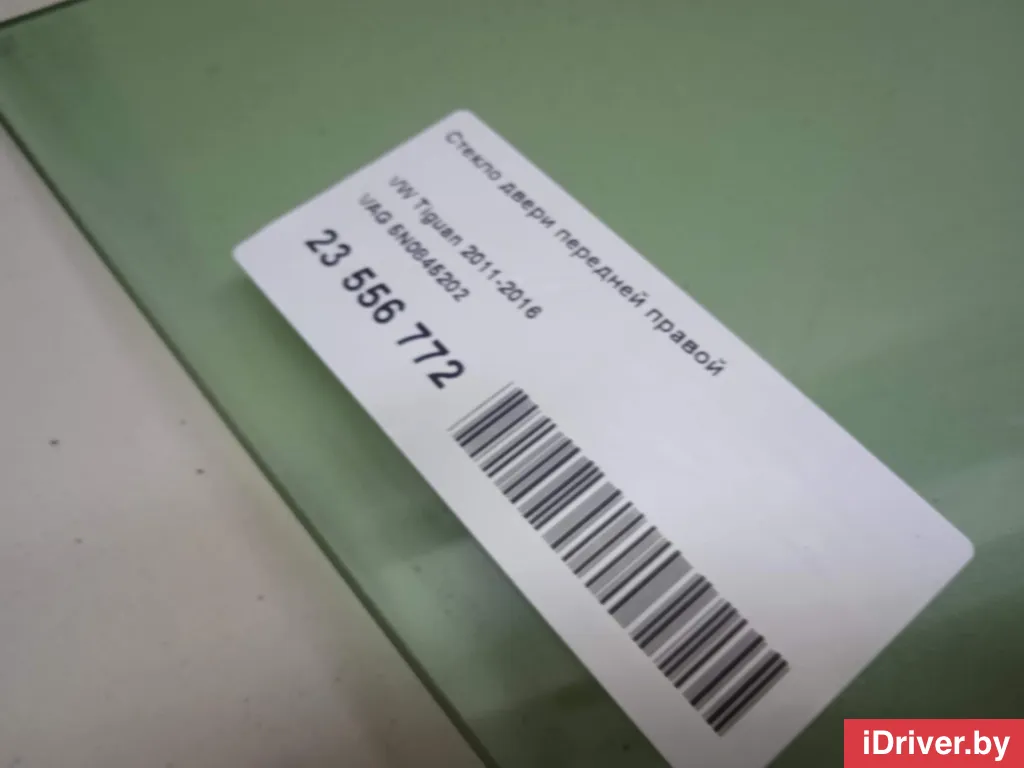 Стекло двери передней правой
VW Tiguan 2011-2016
VAG 5N0845202
23 556 772
iDriver.by